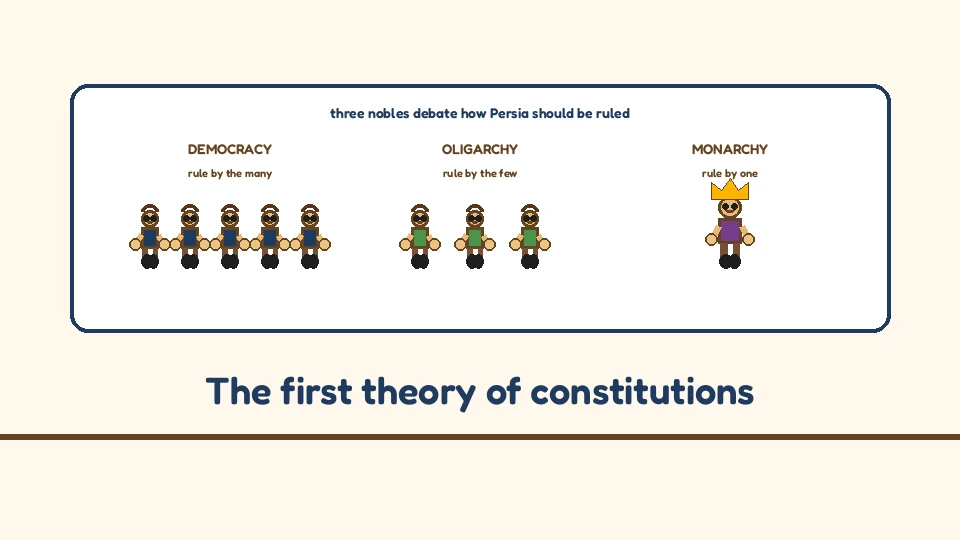 three nobles debate how Persia should be ruled
DEMOCRACY
rule by the many
OLIGARCHY
rule by the few
MONARCHY
rule by one
The first theory of constitutions